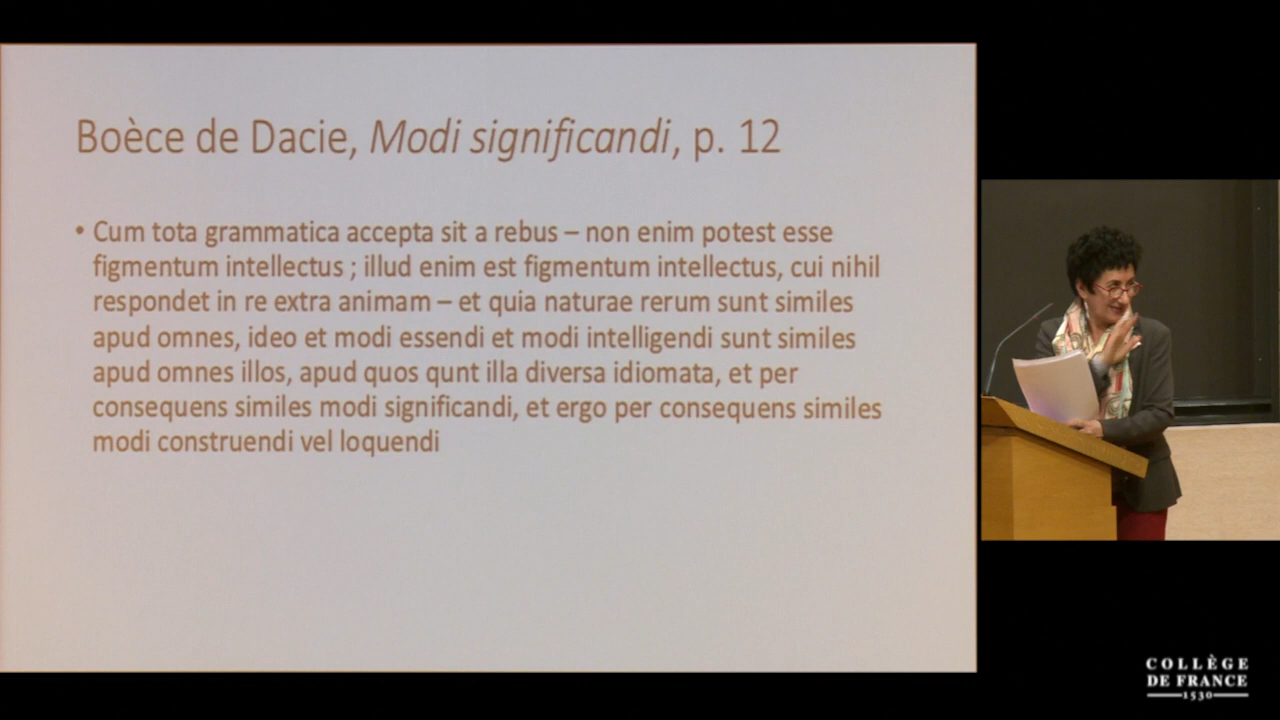 Boèce de Dacie, Modi significandi, p. 12
• Cum tota grammatica accepta sit a rebus – non enim potest esse
figmentum intellectus ; illud enim est figmentum intellectus, cui nihil
respondet in re extra animam – et quia naturae rerum sunt similes
apud omnes, ideo et modi essendi et modi intelligendi sunt similes
apud omnes illos, apud quos qunt illa diversa idiomata, et per
consequens similes modi significandi, et ergo per consequens similes
modi construendi vel loquendi
COLLÈGE
DE FRANCE
1530